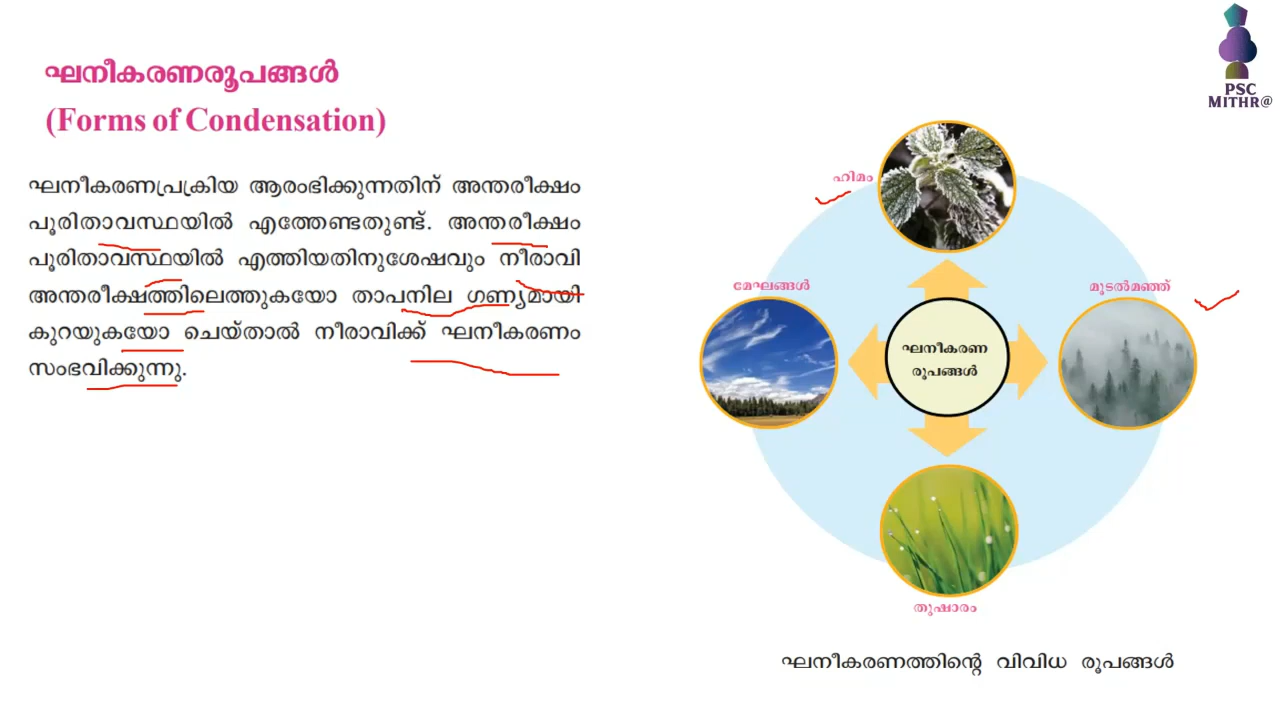 ഘനീകരണരൂപങ്ങൾ
(Forms of Condensation)
ഘനീകരണപ്രക്രിയ ആരംഭിക്കുന്നതിന് അന്തരീക്ഷം
പൂരിതാവസ്ഥയിൽ എത്തേണ്ടതുണ്ട്. അന്തരീക്ഷം
പൂരിതാവസ്ഥയിൽ എത്തിയതിനുശേഷവും നീരാവി
അന്തരീക്ഷത്തിലെത്തുകയോ താപനില ഗണ്യമായി
കുറയുകയോ ചെയ്താൽ നീരാവിക്ക് ഘനീകരണം
സംഭവിക്കുന്നു.
PSC
MITHR@
ഹിമം
മേഘങ്ങൾ
മൂടൽമഞ്ഞ്
ഘനീകരണ
രൂപങ്ങൾ
തുഷാരം
ഘനീകരണത്തിന്റെ വിവിധ രൂപങ്ങൾ